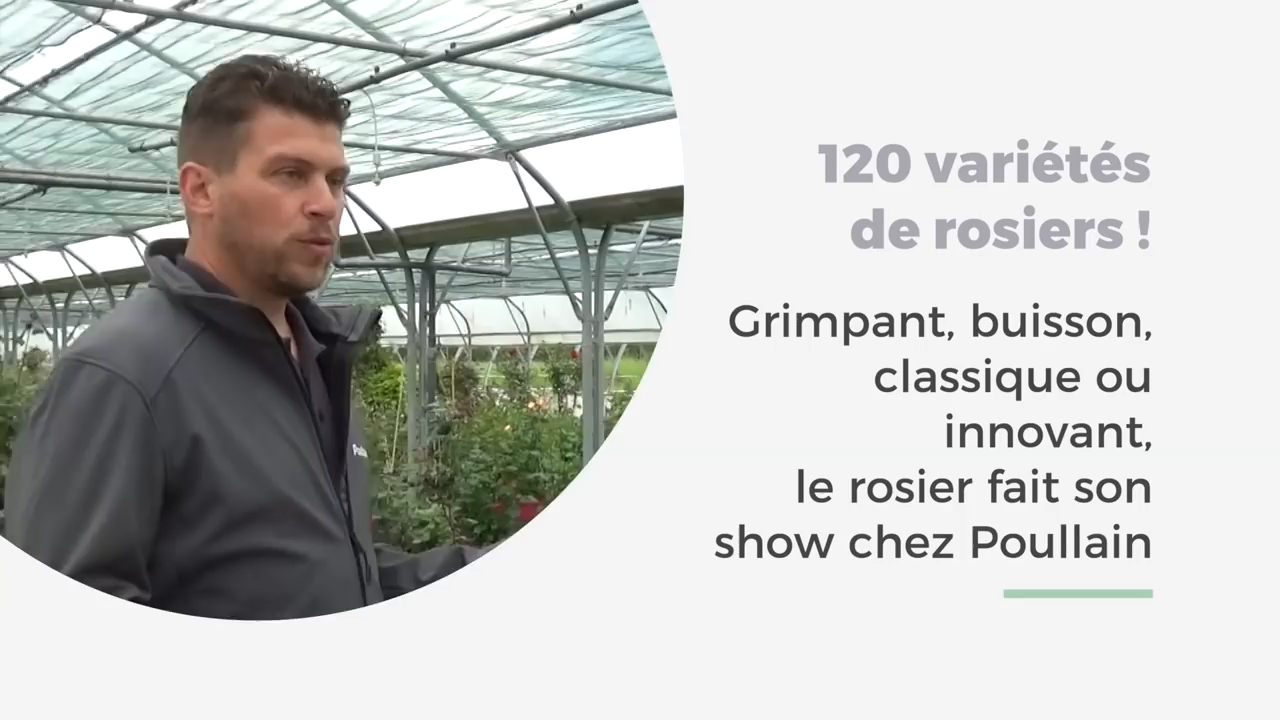 120 variétés
de rosiers !
Grimpant, buisson,
classique ou
innovant,
le rosier fait son
show chez Poullain